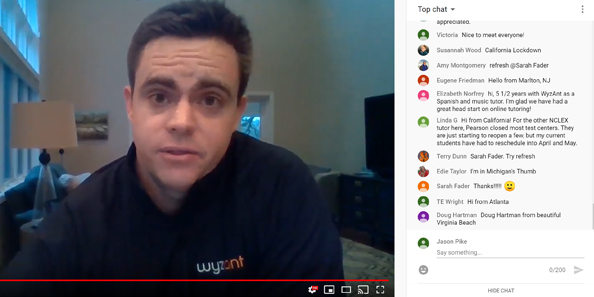 Top chat
appreciated.
Victoria Nice to meet everyone!
Susannah Wood California Lockdown
Amy Montgomery refresh @Sarah Fader
Eugene Friedman Hello from Marlton, NJ
Elizabeth Norfrey hi, 5 1/2 years with WyzAnt as a
Spanish and music tutor. I'm glad we have had a
great head start on online tutoring!
Linda G Hi from California! For the other NCLEX
tutor here, Pearson closed most test centers. They
are just starting to reopen a few, but my current
students have had to reschedule into April and May.
Terry Dunn Sarah Fader. Try refresh
Edie Taylor I'm in Michigan's Thumb
Sarah Fader Thanks!!!!! 🙂
TE Wright Hi from Atlanta
Doug Hartman Doug Hartman from beautiful
Virginia Beach
wyzant
Jason Pike
Say something...
0/200
HIDE CHAT